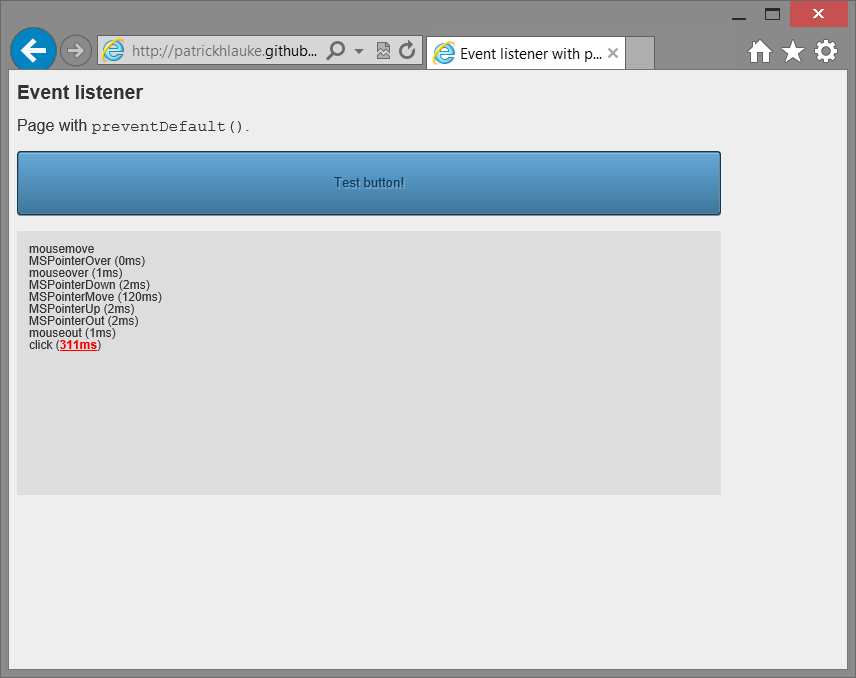 http://patrickhlauke.github...
Event listener with p...
Event listener
Page with preventDefault().
Test button!
mousemove
MSPointerOver (0ms)
mouseover (1ms)
MSPointerDown (2ms)
MSPointerMove (120ms)
MSPointerUp (2ms)
MSPointerOut (2ms)
mouseout (1ms)
click (311ms)